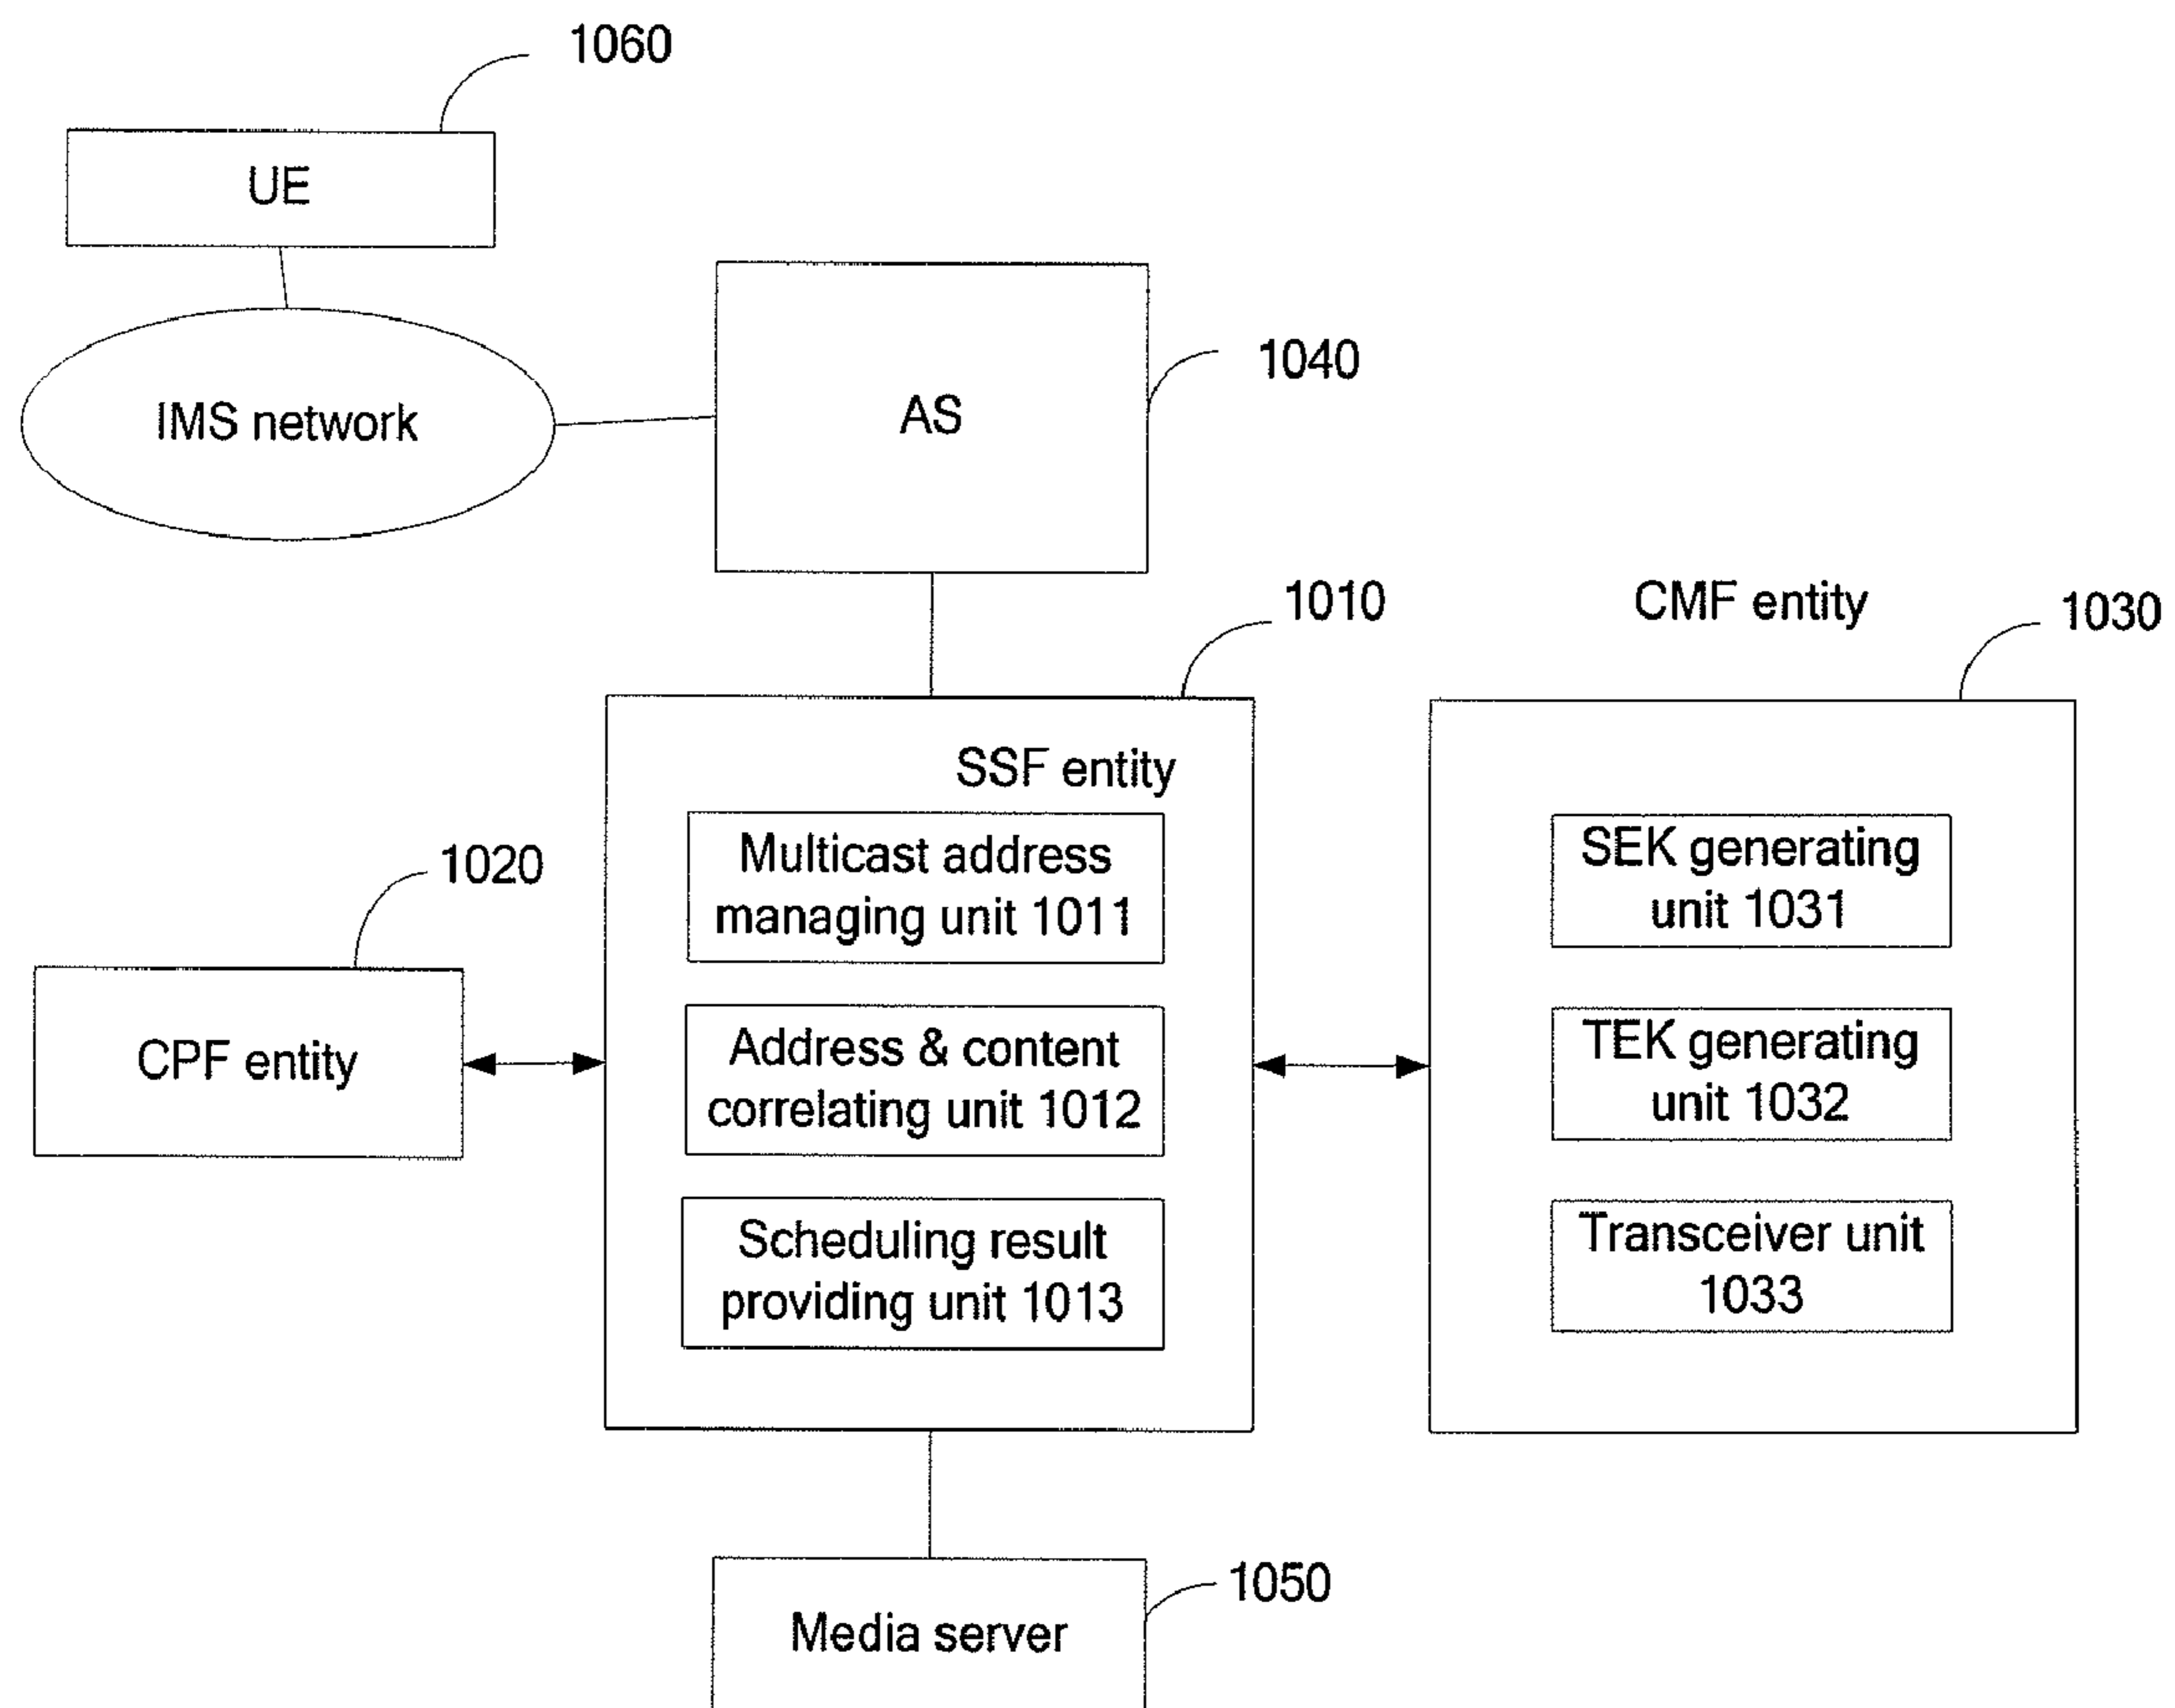 1060
UE
IMS network
AS
1040
1010
CMF entity
1030
SSF entity
Multicast address
managing unit 1011
SEK generating
unit 1031
1020
CPF entity
Address & content
correlating unit 1012
TEK generating
unit 1032
Scheduling result
providing unit 1013
Transceiver unit
1033
1050
Media server